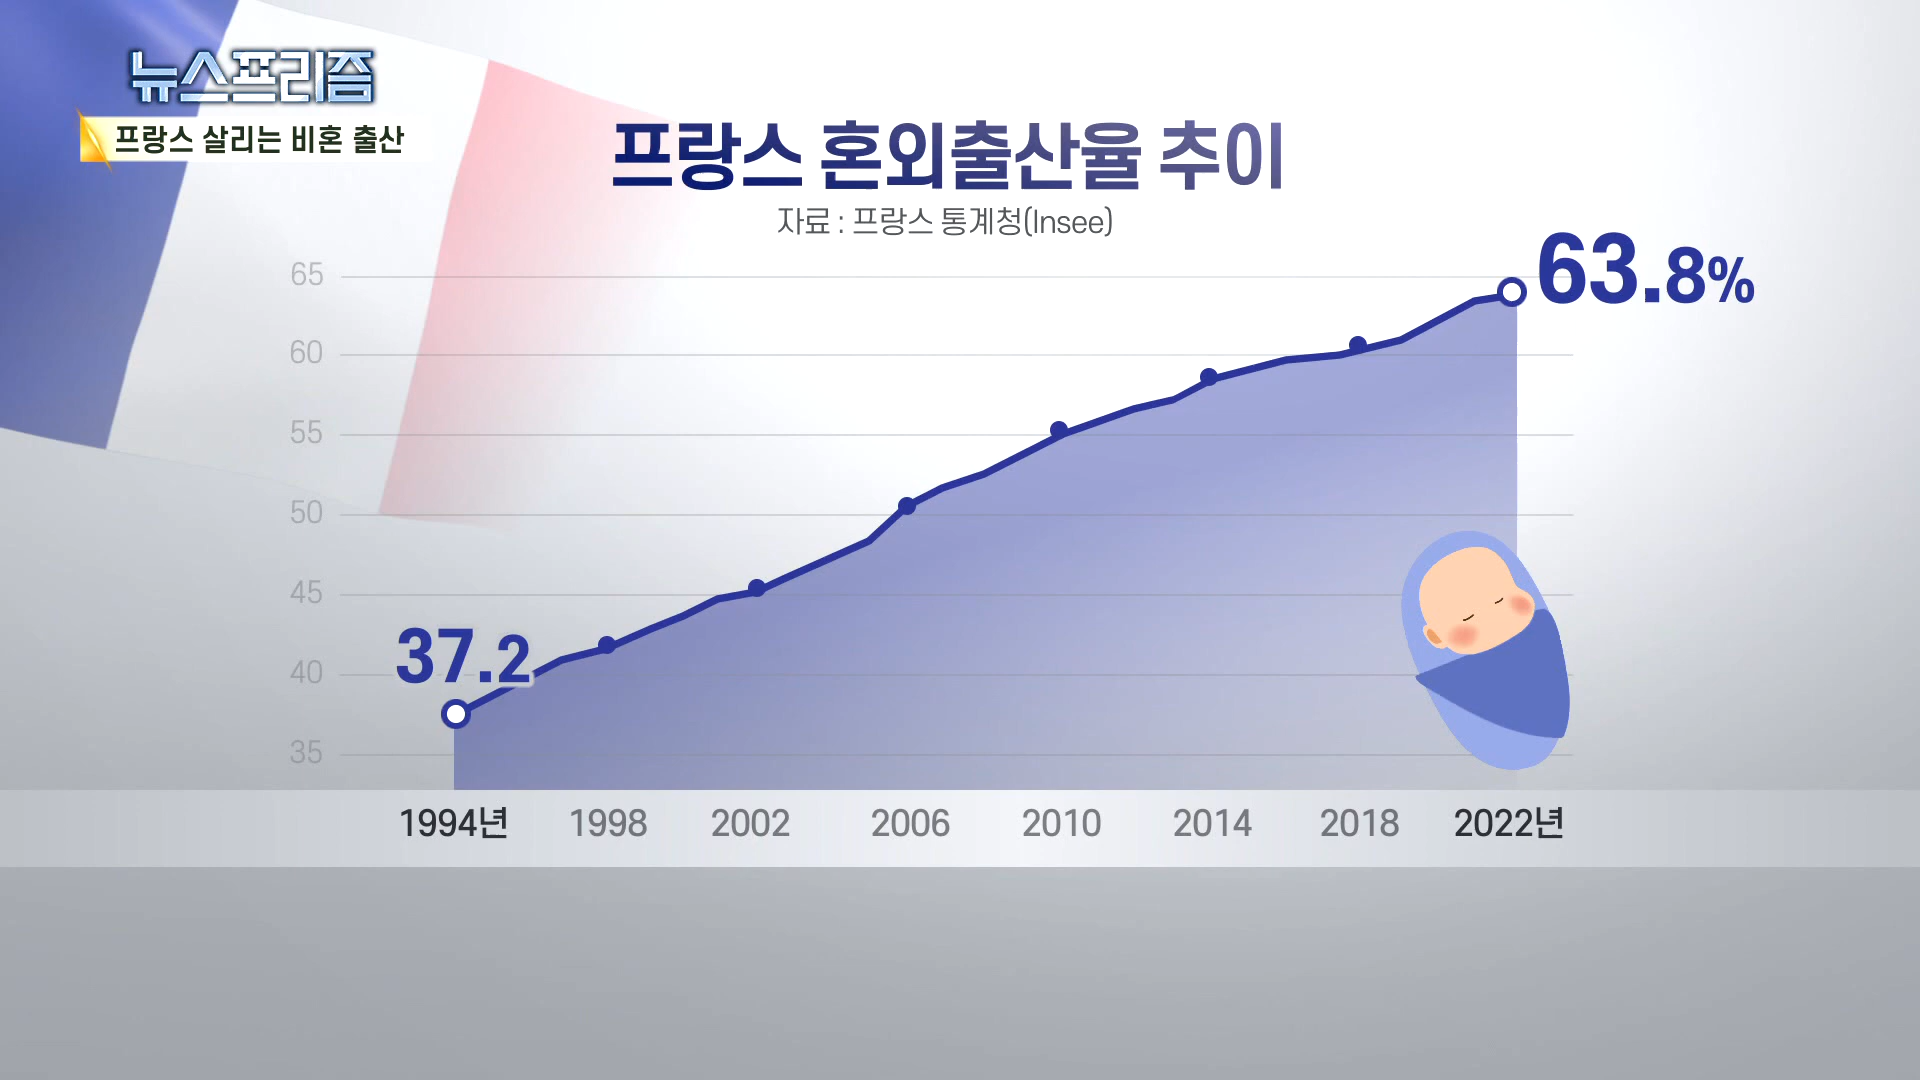 뉴스프리즘
프랑스 살리는 비혼 출산
프랑스 혼외출산율 추이
자료 : 프랑스 통계청(Insee)
65
63.8%
60
55
50
45
37.2
40
35
1994년 1998 2002 2006 2010 2014 2018 2022년